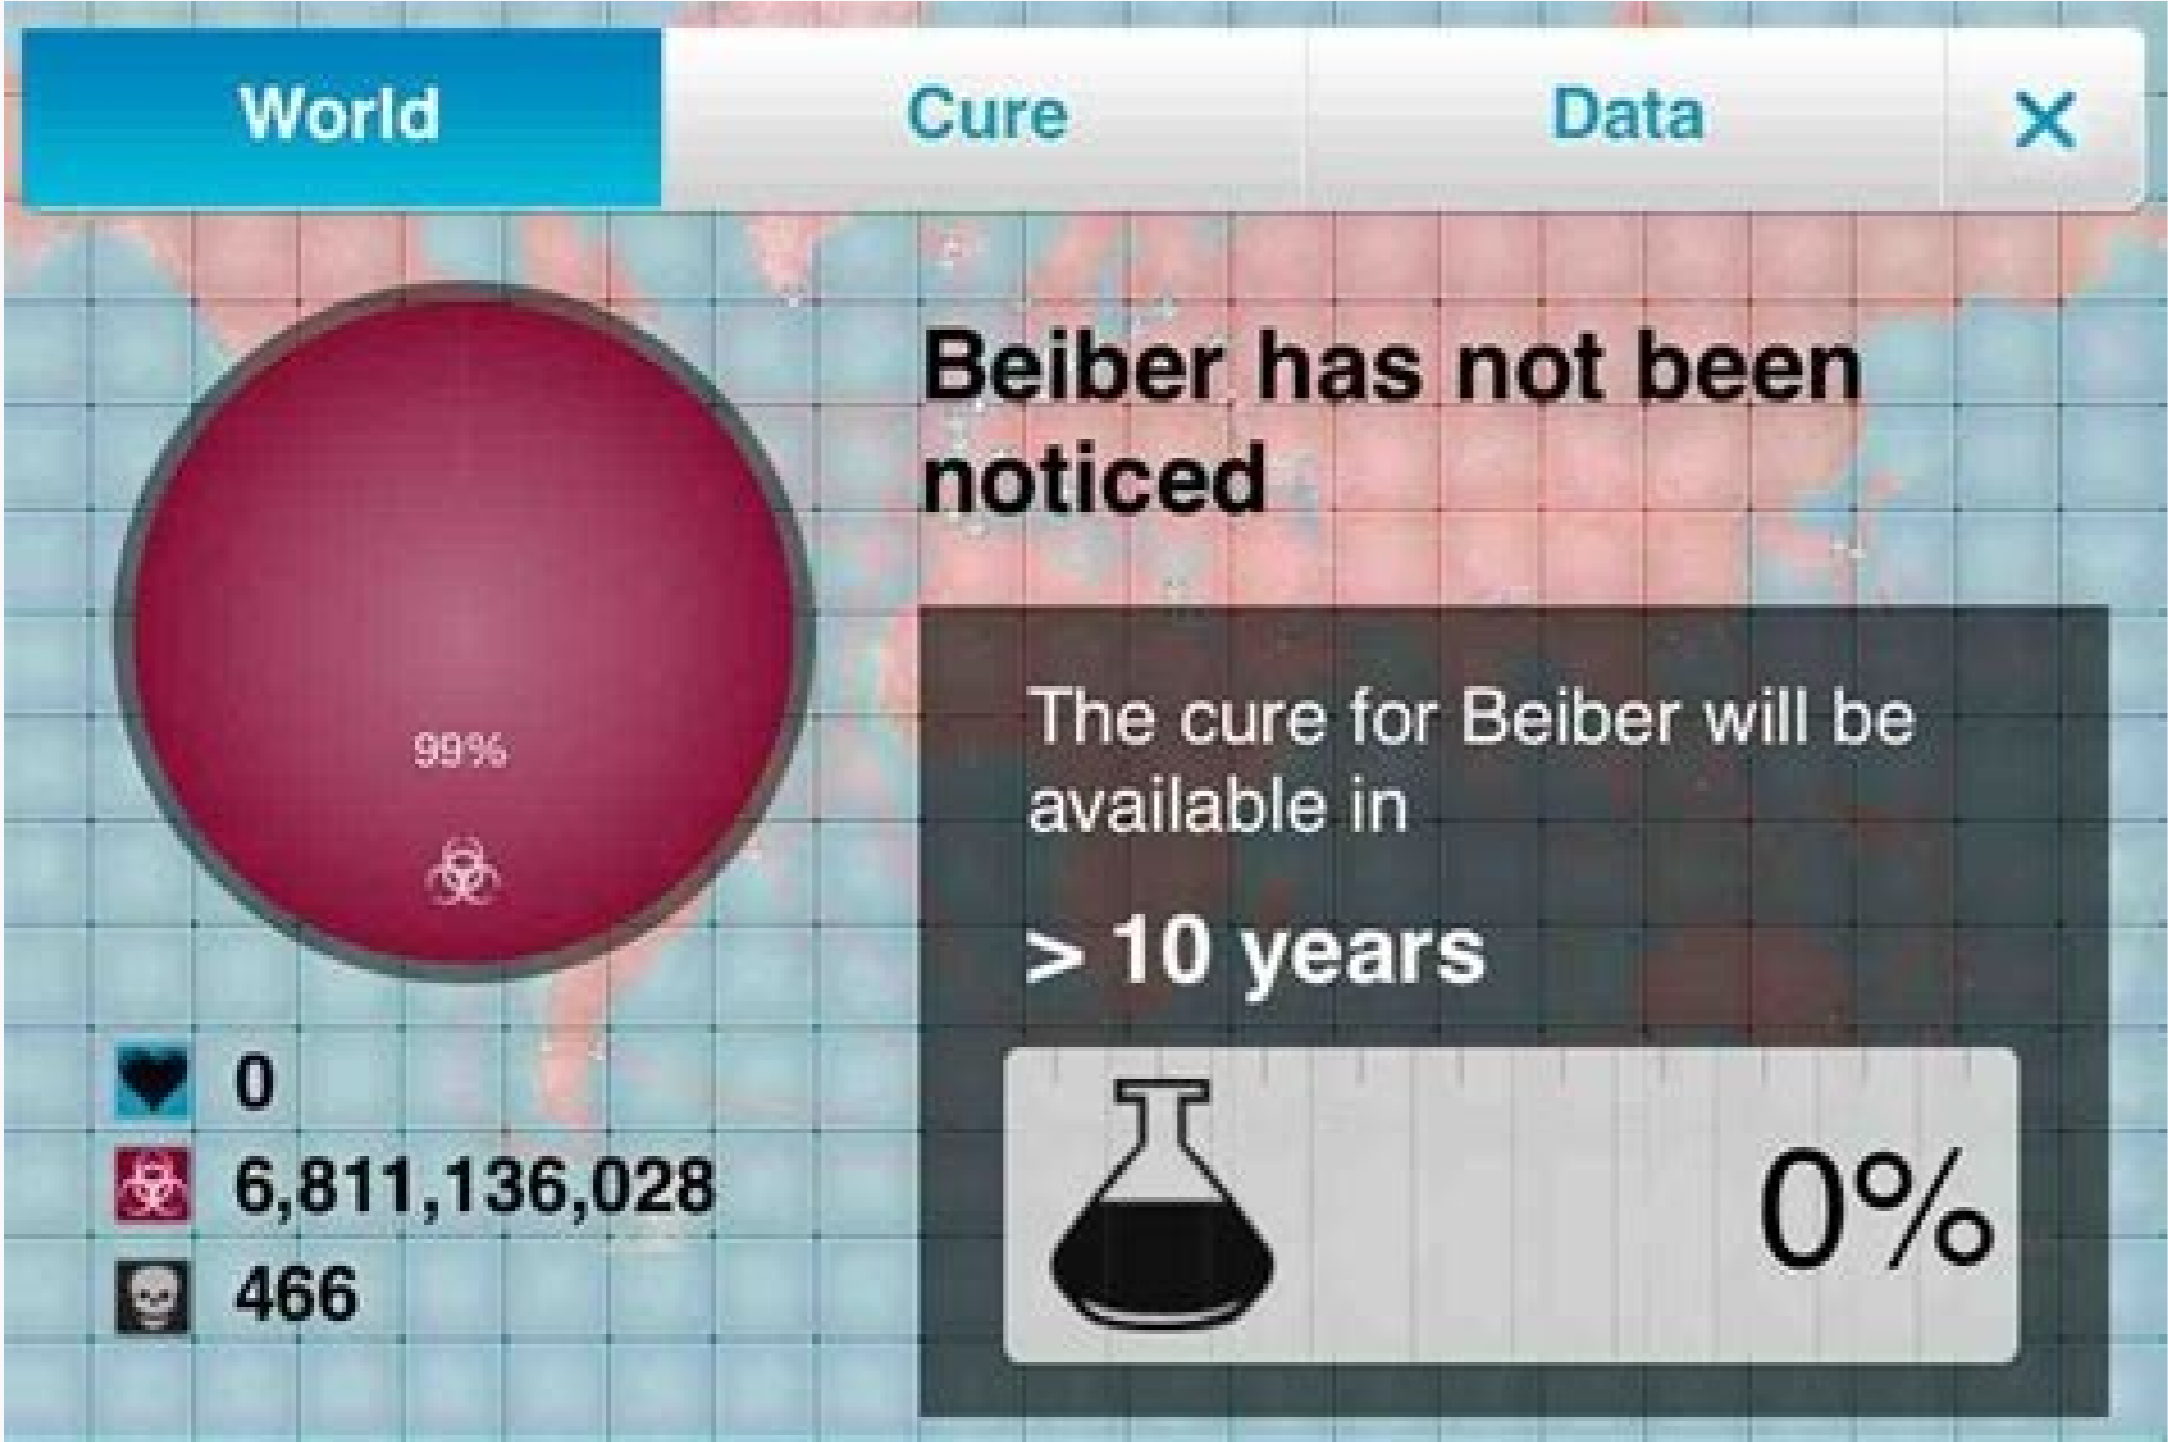 World
Cure
Data
×
Beiber has not been
noticed
99%
The cure for Beiber will be
available in
> 10 years
0%
0
6,811,136,028
466